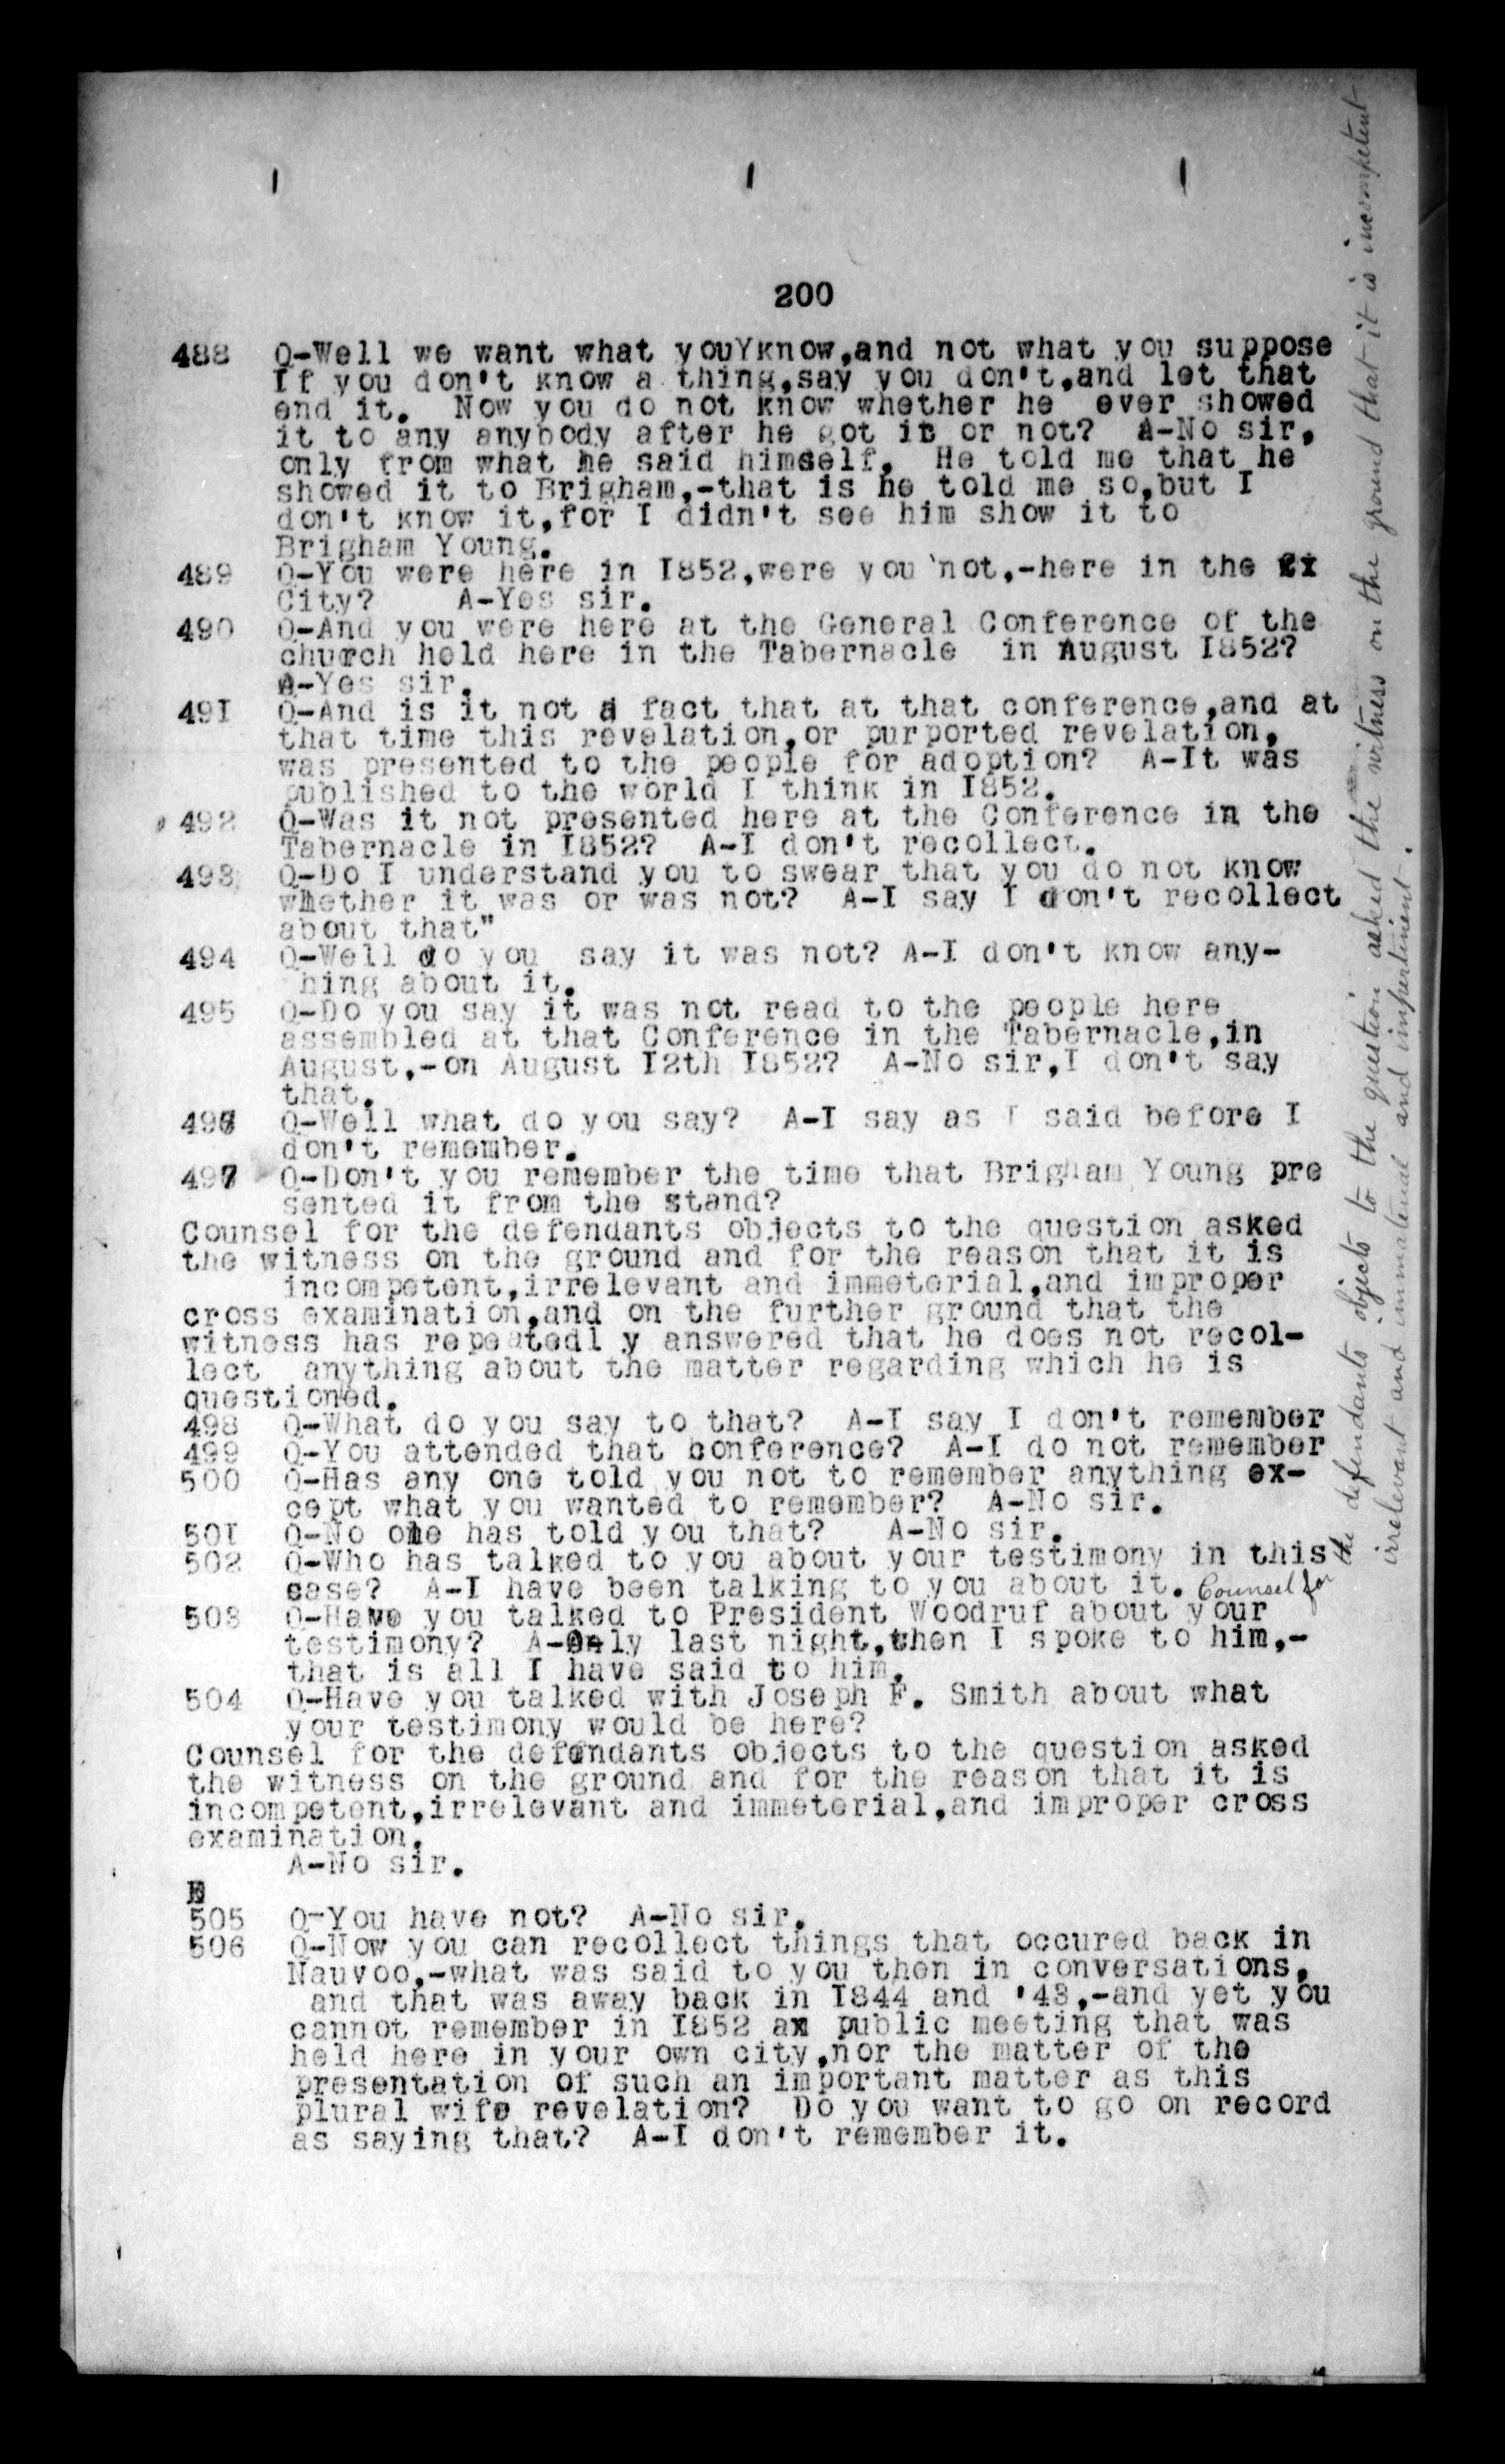 200
488 Q-Well we want what youYknow,and not what you suppose
If you don't know a thing,say you don't,and let that
end it. Now you do not know whether he ever showed
it to any anybody after he got it or not? A-No sir,
only from what he said himself. He told me that he
showed it to Brigham,-that is he told me so,but I
don't know it,for I didn't see him show it to
Brigham Young.
489 Q-You were here in I852,were you not,-here in the
City? A-Yes sir.
490 Q-And you were here at the General Conference of the
church held here in the Tabernacle in August I852?
A-Yes sir.
49I Q-And is it not a fact that at that conference,and at
that time this revelation,or purported revelation,
was presented to the people for adoption? A-It was
published to the world I think in I852.
492 Q-Was it not presented here at the Conference in the
Tabernacle in I852? A-I don't recollect.
493 Q-Do I understand you to swear that you do not know
whether it was or was not? A-I say I don't recollect
about that"
494 Q-Well do you say it was not? A-I don't know any-
hing about it.
495 Q-Do you say it was not read to the people here
assembled at that Conference in the Tabernacle,in
August,-on August I2th I852? A-No sir,I don't say
that.
496 Q-Well what do you say? A-I say as I said before I
don't remember.
497 Q-Don't you remember the time that Brigham Young pre
sented it from the stand?
Counsel for the defendants objects to the question asked
the witness on the ground and for the reason that it is
incompetent,irrelevant and immeterial,and improper
cross examination,and on the further ground that the
witness has repeatedl y answered that he does not recol-
lect anything about the matter regarding which he is
questioned.
498 Q-What do you say to that? A-I say I don't remember
499 Q-You attended that conference? A-I do not remember
500 Q-Has any one told you not to remember anything ex-
cept what you wanted to remember? A-No sir.
50I Q-No one has told you that? A-No sir.
502 Q-Who has talked to you about your testimony in this
case? A-I have been talking to you about it. Counsel for
the defendants objects to the question asked the witness on the ground that it is incompetent
irrelevant and immaterial and impertinent.
503 Q-Have you talked to President Woodruf about your
testimony? A-Only last night,then I spoke to him,-
that is all I have said to him.
504 Q-Have you talked with Joseph F. Smith about what
your testimony would be here?
Counsel for the defendants objects to the question asked
the witness on the ground and for the reason that it is
incompetent,irrelevant and immeterial,and improper cross
examination.
A-No sir.
505 Q-You have not? A-No sir.
506 Q-Now you can recollect things that occured back in
Nauvoo,-what was said to you then in conversations,
and that was away back in I844 and '43,-and yet you
cannot remember in I852 a public meeting that was
held here in your own city,nor the matter of the
presentation of such an important matter as this
plural wife revelation? Do you want to go on record
as saying that? A-I don't remember it.